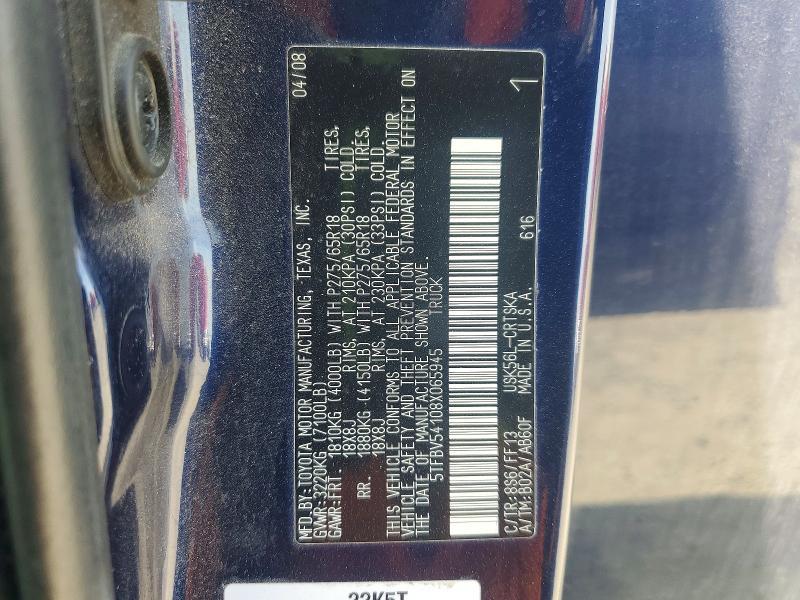 MFD.BY:TOYOTA MOTOR MANUFACTURING, TEXAS, INC. 04/08
GVWR:3220KG (7100LB)
GAWR:FRT. 1810KG (4000LB) WITH P275/65R18 TIRES,
18X8J RIMS, AT 210KPA (30PSI) COLD.
RR. 1880KG (4150LB) WITH P275/65R18 TIRES,
18X8J RIMS, AT 230KPA (33PSI) COLD.
THIS VEHICLE CONFORMS TO ALL APPLICABLE FEDERAL MOTOR
VEHICLE SAFETY AND THEFT PREVENTION STANDARDS IN EFFECT ON
THE DATE OF MANUFACTURE SHOWN ABOVE.
5TFBV54108X065945 TRUCK
616
C/TR:8S6/FF13 USK56L-CRTSKA
A/TM:B02A/AB60F MADE IN U.S.A. 1
33K5T